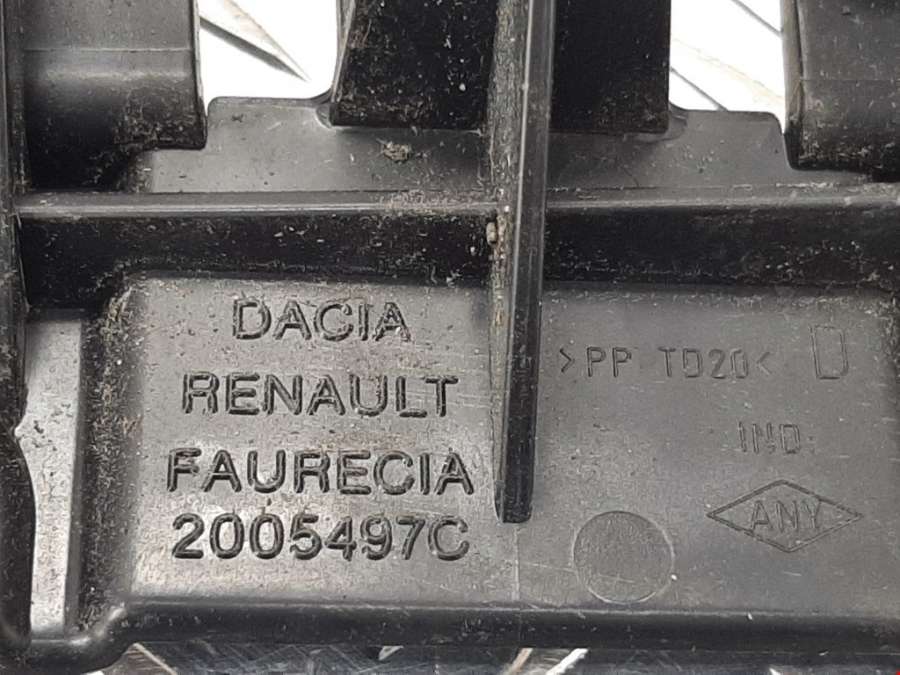 DACIA
RENAULT
FAURECIA
2005497C
>PP TD20< D
IND
ANY